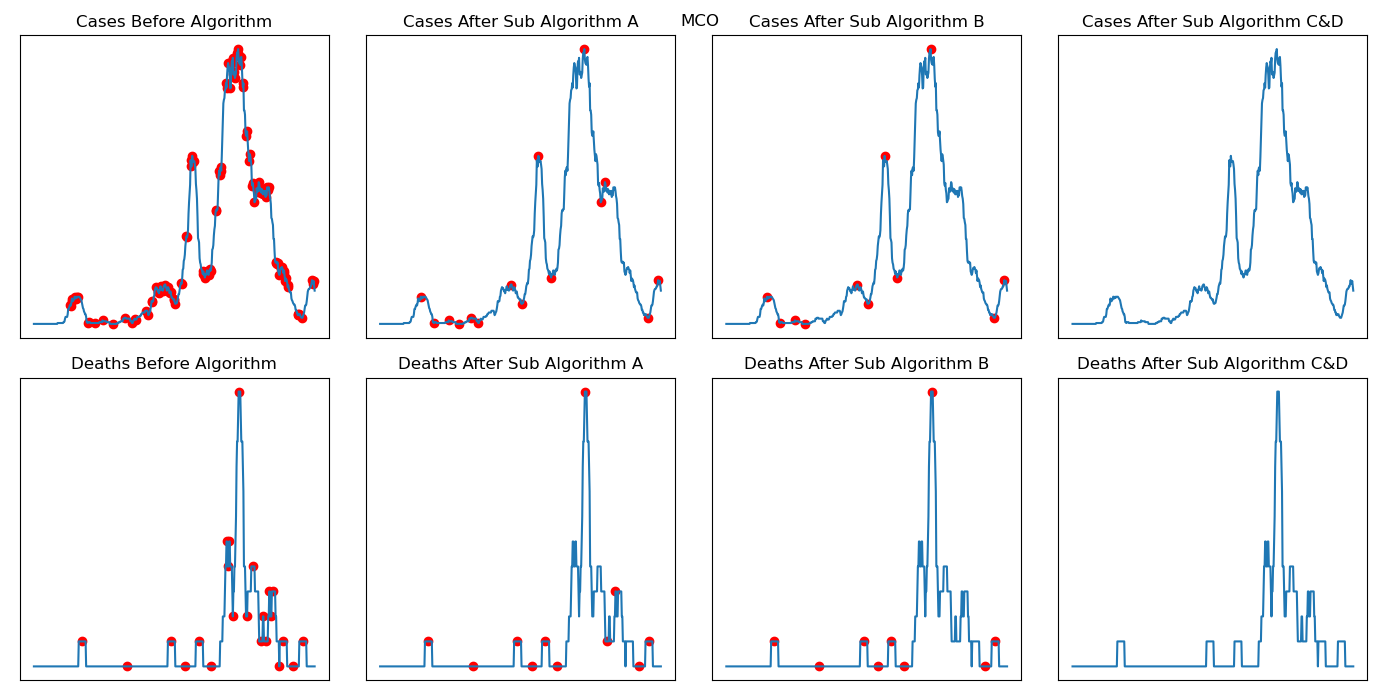 MCO
Cases Before Algorithm
Cases After Sub Algorithm A
Cases After Sub Algorithm B
Cases After Sub Algorithm C&D
Deaths Before Algorithm
Deaths After Sub Algorithm A
Deaths After Sub Algorithm B
Deaths After Sub Algorithm C&D